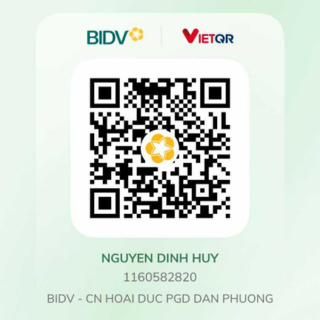 BIDV VIETQR
NGUYEN DINH HUY
1160582820
BIDV - CN HOAI DUC PGD DAN PHUONG